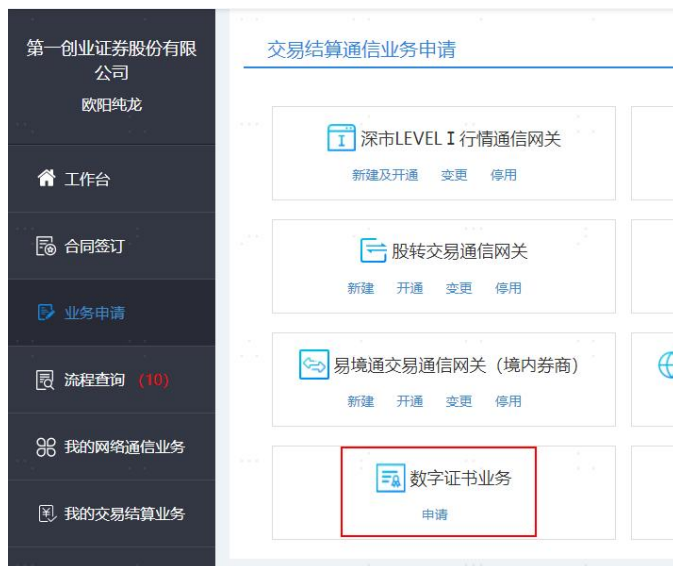 第一创业证券股份有限
公司
欧阳纯龙
工作台
合同签订
业务申请
流程查询 (10)
我的网络通信业务
我的交易结算业务
交易结算通信业务申请
深市LEVEL I 行情通信网关
新建及开通 变更 停用
股转交易通信网关
新建 开通 变更 停用
易境通交易通信网关（境内券商）
新建 开通 变更 停用
数字证书业务
申请